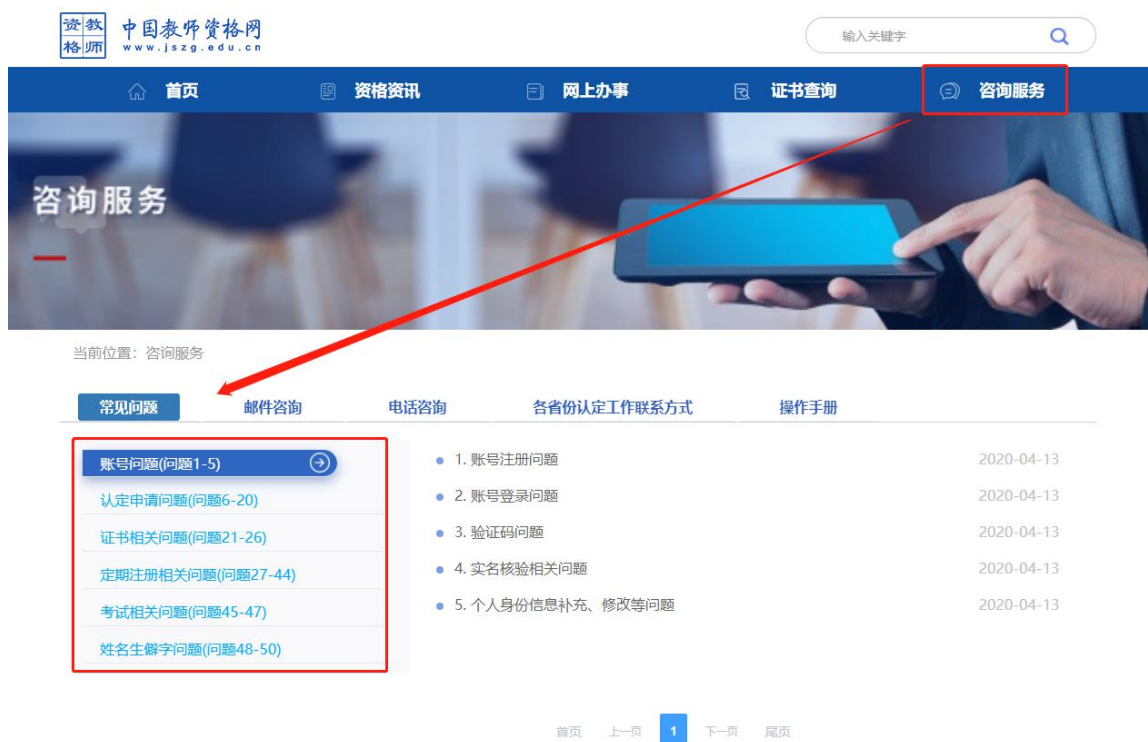 资教
格师
中国教师资格网
www.jszg.edu.cn
输入关键字
首页 资格资讯 网上办事 证书查询 咨询服务
咨询服务
当前位置：咨询服务
常见问题 邮件咨询 电话咨询 各省份认定工作联系方式 操作手册
账号问题(问题1-5)
认定申请问题(问题6-20)
证书相关问题(问题21-26)
定期注册相关问题(问题27-44)
考试相关问题(问题45-47)
姓名生僻字问题(问题48-50)
1. 账号注册问题 2020-04-13
2. 账号登录问题 2020-04-13
3. 验证码问题 2020-04-13
4. 实名核验相关问题 2020-04-13
5. 个人身份信息补充、修改等问题 2020-04-13
首页 上一页 1 下一页 尾页